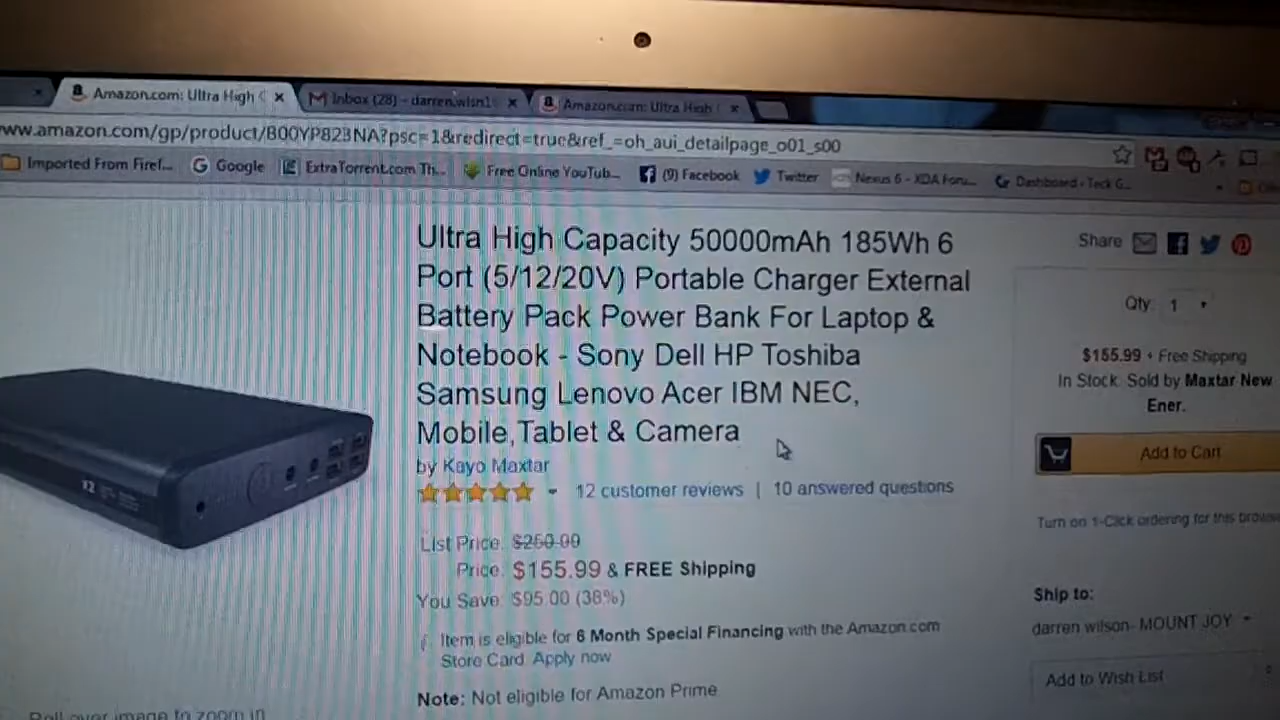 Amazon.com: Ultra High C
Inbox (28) - darren.wlsn1
Amazon.com: Ultra High
ww.amazon.com/gp/product/B00YP823NA?psc=1&redirect=true&ref_=oh_aui_detailpage_o01_s00
Imported From Firef... Google ExtraTorrent.com Th... Free Online YouTub... (9) Facebook Twitter Nexus 6 - XDA Foru... Dashboard - Teck G...
Ultra High Capacity 50000mAh 185Wh 6
Port (5/12/20V) Portable Charger External
Battery Pack Power Bank For Laptop &
Notebook - Sony Dell HP Toshiba
Samsung Lenovo Acer IBM NEC,
Mobile,Tablet & Camera
by Kayo Maxtar
12 customer reviews | 10 answered questions
List Price:
Price: $155.99 & FREE Shipping
You Save: $95.00 (38%)
Item is eligible for 6 Month Special Financing with the Amazon.com
Store Card. Apply now
Note: Not eligible for Amazon Prime
Share
Qty: 1
$155.99 + Free Shipping
In Stock. Sold by Maxtar New
Ener.
Add to Cart
Turn on 1-Click ordering for this brows
Ship to:
darren wilson- MOUNT JOY
Add to Wish List
Roll over image to zoom in